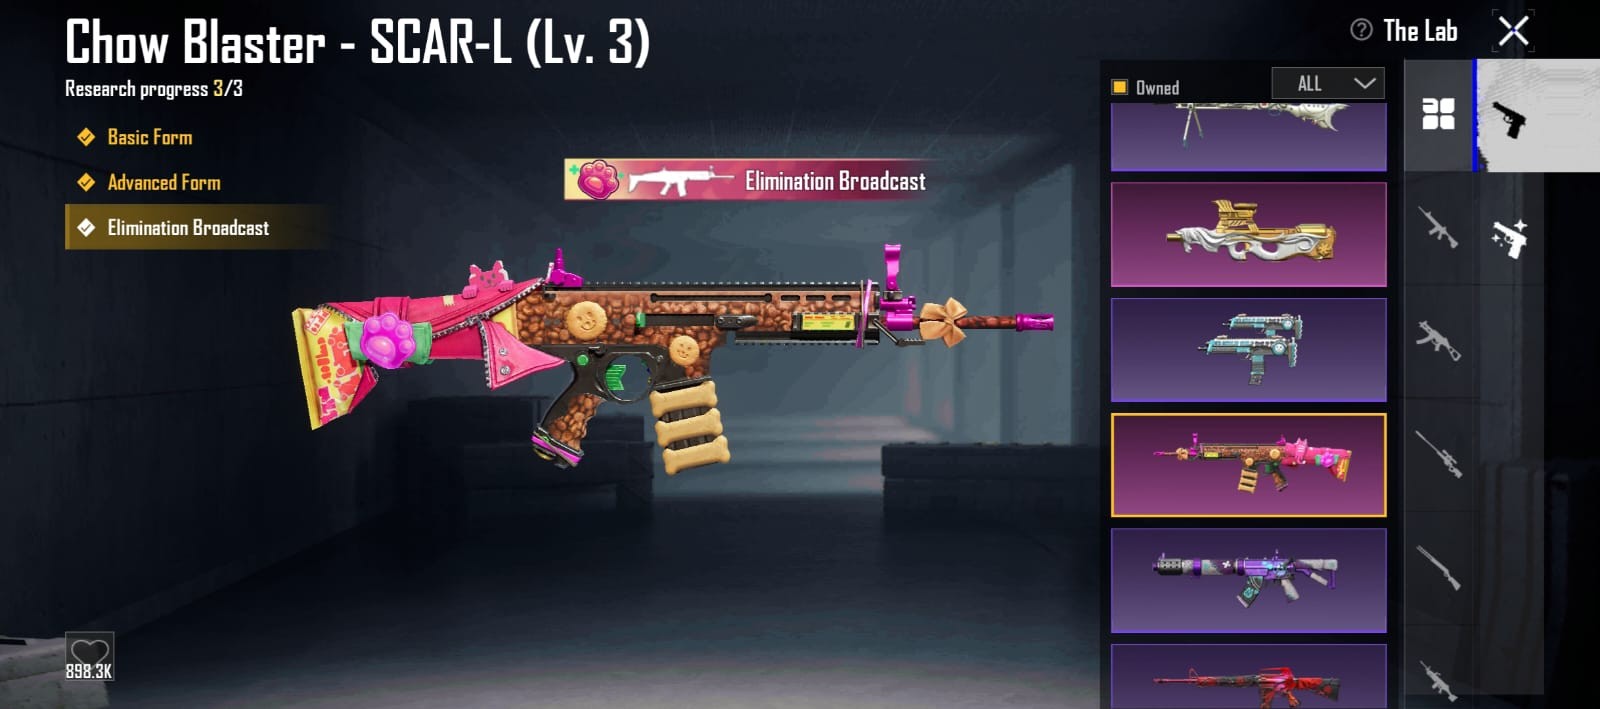 Chow Blaster - SCAR-L (Lv. 3)
Research progress 3/3
Basic Form
Advanced Form
Elimination Broadcast
Elimination Broadcast
898.3K
? The Lab
Owned
ALL